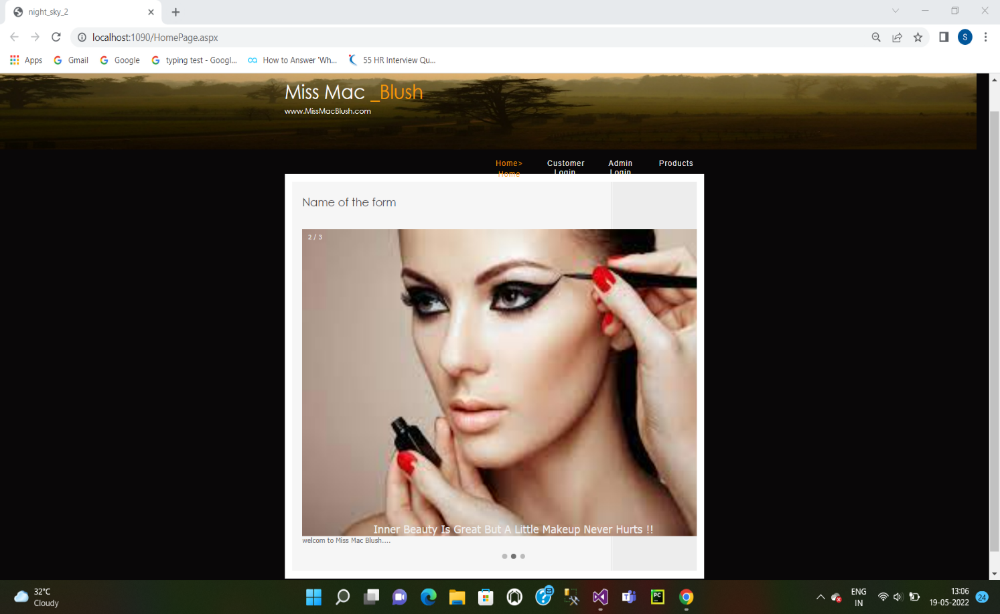 night_sky_2
localhost:1090/HomePage.aspx
S
Apps
Gmail
Google
typing test - Googl...
How to Answer 'Wh...
55 HR Interview Qu...
Miss Mac _Blush
www.MissMacBlush.com
Home> Customer Admin Products
Home Login Login
Name of the form
2 / 3
Inner Beauty Is Great But A Little Makeup Never Hurts !!
welcom to Miss Mac Blush....
32°C
Cloudy
PC
ENG
IN
13:06
19-05-2022
24